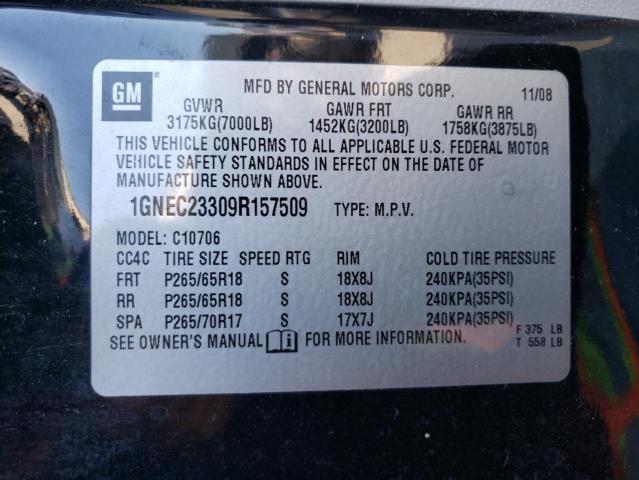 GM MFD BY GENERAL MOTORS CORP. 11/08
GVWR GAWR FRT GAWR RR
3175KG(7000LB) 1452KG(3200LB) 1758KG(3875LB)
THIS VEHICLE CONFORMS TO ALL APPLICABLE U.S. FEDERAL MOTOR
VEHICLE SAFETY STANDARDS IN EFFECT ON THE DATE OF
MANUFACTURE SHOWN ABOVE.
1GNEC23309R157509 TYPE: M.P.V.
MODEL: C10706
CC4C TIRE SIZE SPEED RTG RIM COLD TIRE PRESSURE
FRT P265/65R18 S 18X8J 240KPA(35PSI)
RR P265/65R18 S 18X8J 240KPA(35PSI)
SPA P265/70R17 S 17X7J 240KPA(35PSI)
F 375 LB
SEE OWNER'S MANUAL FOR MORE INFORMATION. T 558 LB